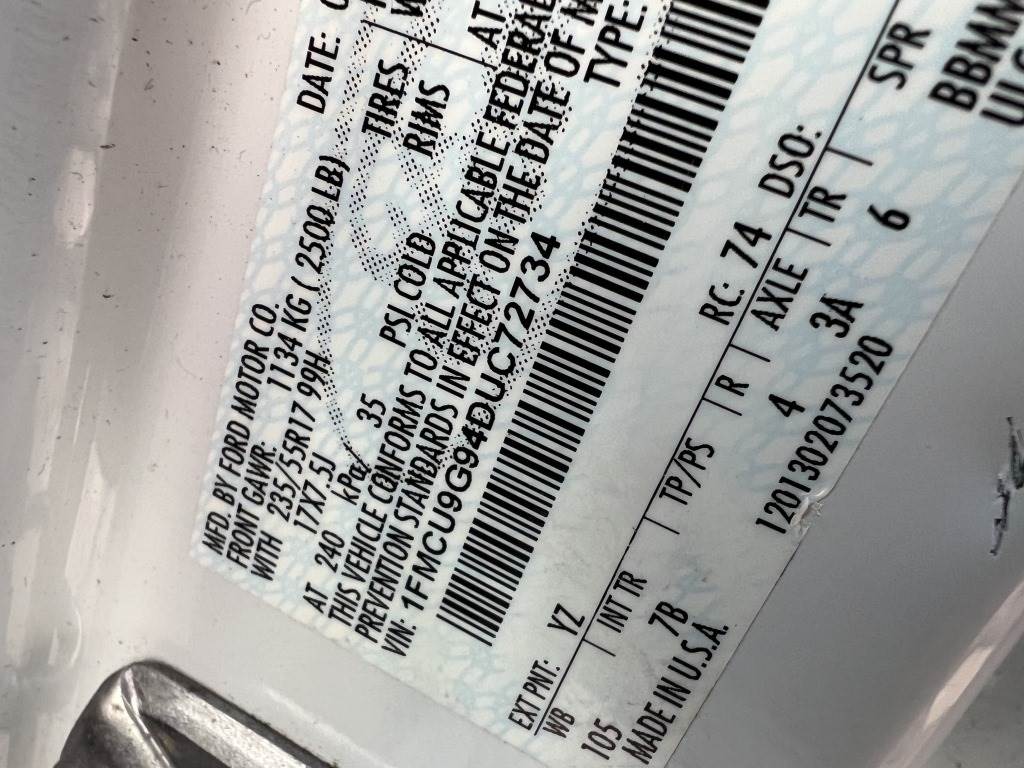 MFD. BY FORD MOTOR CO.
DATE:
FRONT GAWR: 1134 KG ( 2500 LB)
WITH 235/55R17 99H TIRES
17X7.5J RIMS
AT 240 kPa/ 35 PSI COLD AT
THIS VEHICLE CONFORMS TO ALL APPLICABLE FEDERAL
PREVENTION STANDARDS IN EFFECT ON THE DATE OF
VIN: 1FMCU9G94DUC72734 TYPE:
EXT PNT: YZ RC: 74 DSO:
WB INT TR TP/PS R AXLE TR SPR
105 7B 4 3A 6 BBMM
MADE IN U.S.A. 12013020735​20